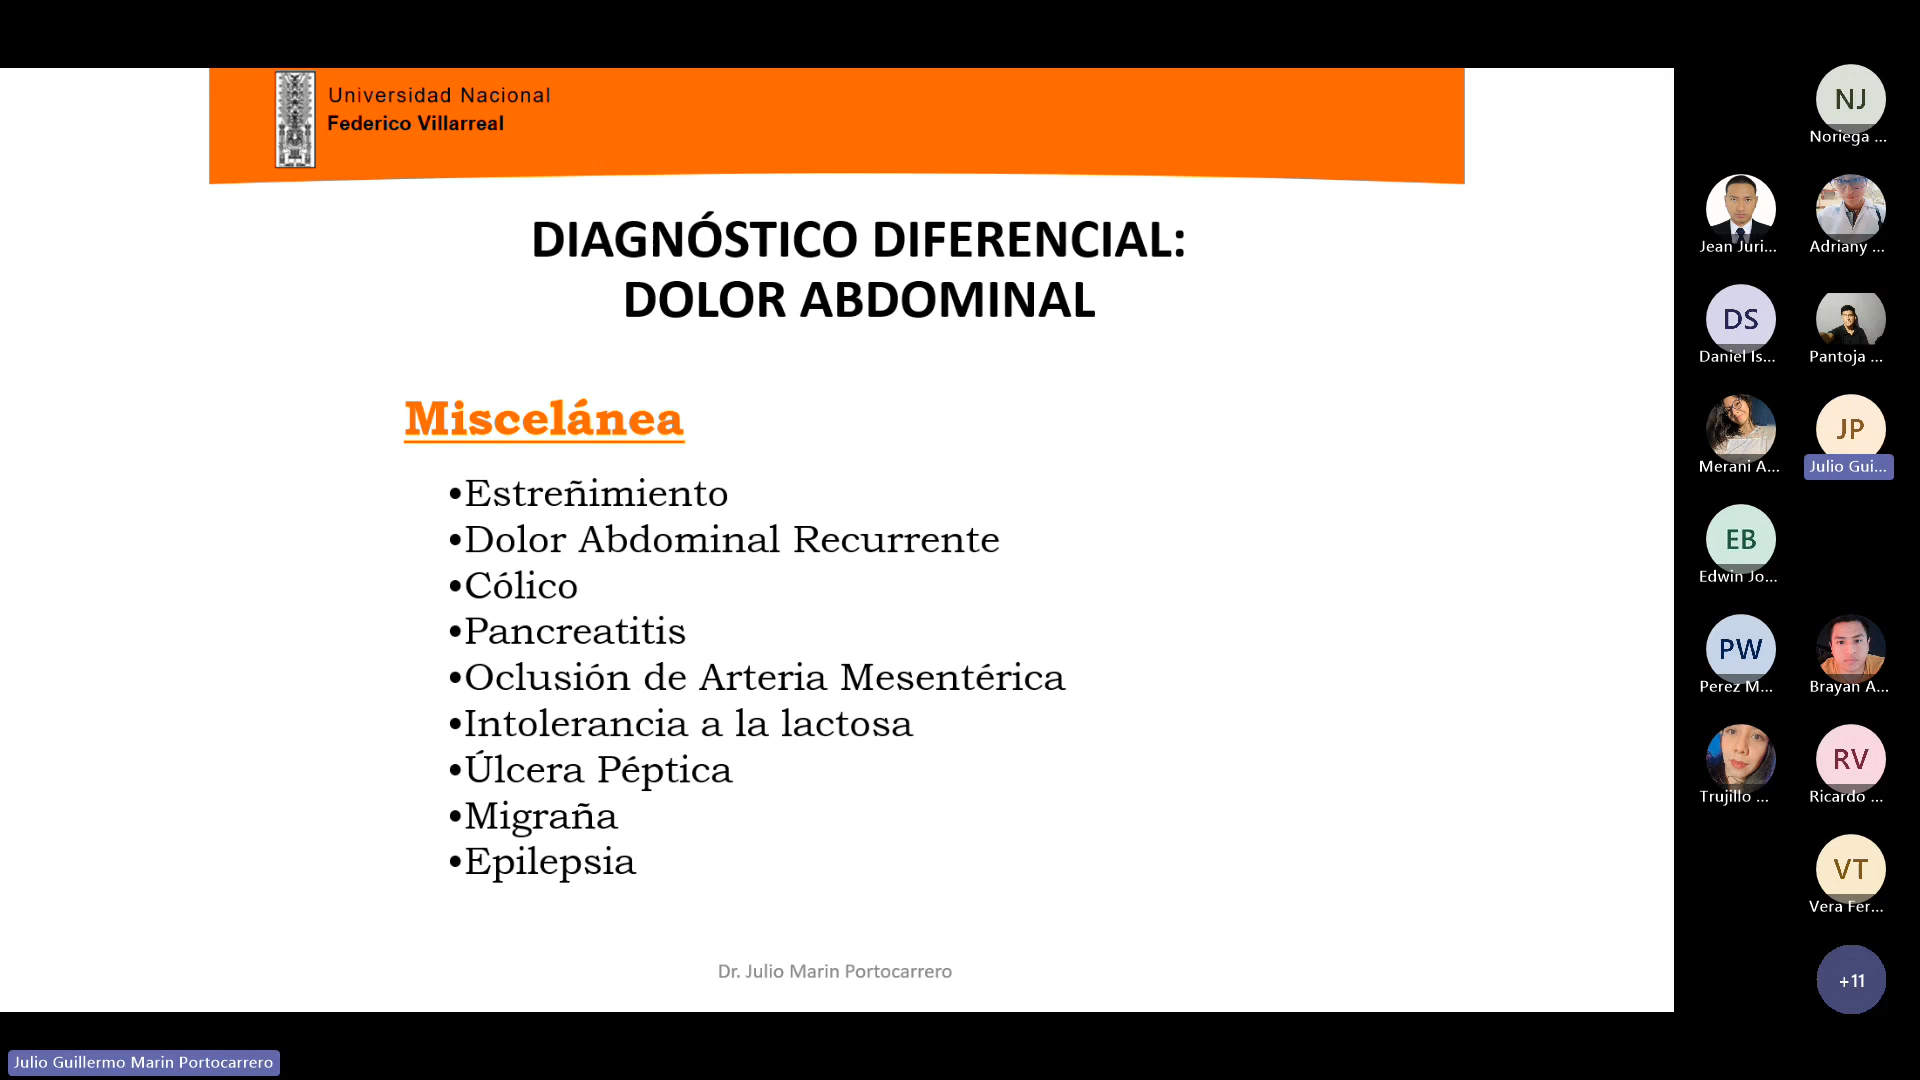 Universidad Nacional
Federico Villarreal
DIAGNÓSTICO DIFERENCIAL:
DOLOR ABDOMINAL
Miscelánea
•Estreñimiento
•Dolor Abdominal Recurrente
•Cólico
•Pancreatitis
•Oclusión de Arteria Mesentérica
•Intolerancia a la lactosa
•Úlcera Péptica
•Migraña
•Epilepsia
Dr. Julio Marin Portocarrero
NJ
Noriega ...
Jean Juri...
Adriany ...
DS
Daniel Is...
Pantoja ...
Merani A...
JP
Julio Gui...
EB
Edwin Jo...
PW
Perez M...
Brayan A...
Trujillo ...
RV
Ricardo ...
VT
Vera Fer...
+11
Julio Guillermo Marin Portocarrero